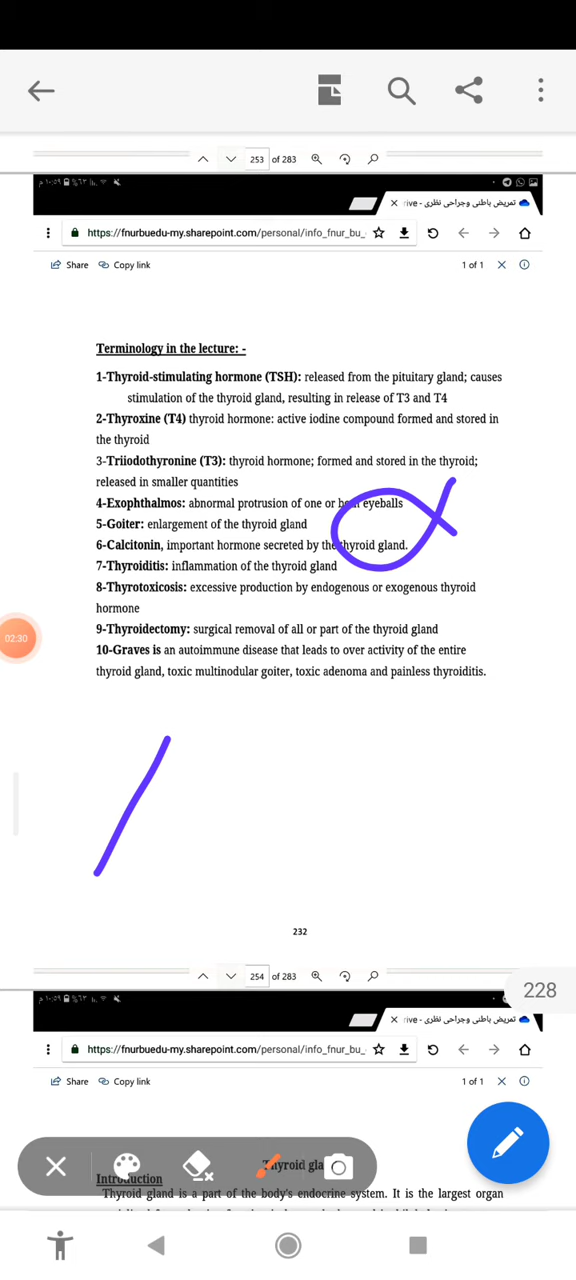 253 of 283
تمريض باطني وجراحي نظري - rive
https://fnurbuedu-my.sharepoint.com/personal/info_fnur_bu_
Share Copy link 1 of 1
Terminology in the lecture: -
1-Thyroid-stimulating hormone (TSH): released from the pituitary gland; causes
stimulation of the thyroid gland, resulting in release of T3 and T4
2-Thyroxine (T4) thyroid hormone: active iodine compound formed and stored in
the thyroid
3-Triiodothyronine (T3): thyroid hormone; formed and stored in the thyroid;
released in smaller quantities
4-Exophthalmos: abnormal protrusion of one or both eyeballs
5-Goiter: enlargement of the thyroid gland
6-Calcitonin, important hormone secreted by the thyroid gland.
7-Thyroiditis: inflammation of the thyroid gland
8-Thyrotoxicosis: excessive production by endogenous or exogenous thyroid
hormone
02:30
9-Thyroidectomy: surgical removal of all or part of the thyroid gland
10-Graves is an autoimmune disease that leads to over activity of the entire
thyroid gland, toxic multinodular goiter, toxic adenoma and painless thyroiditis.
232
254 of 283
228
تمريض باطني وجراحي نظري - rive
https://fnurbuedu-my.sharepoint.com/personal/info_fnur_bu_
Share Copy link 1 of 1
Thyroid gla
Introduction
Thyroid gland is a part of the body's endocrine system. It is the largest organ